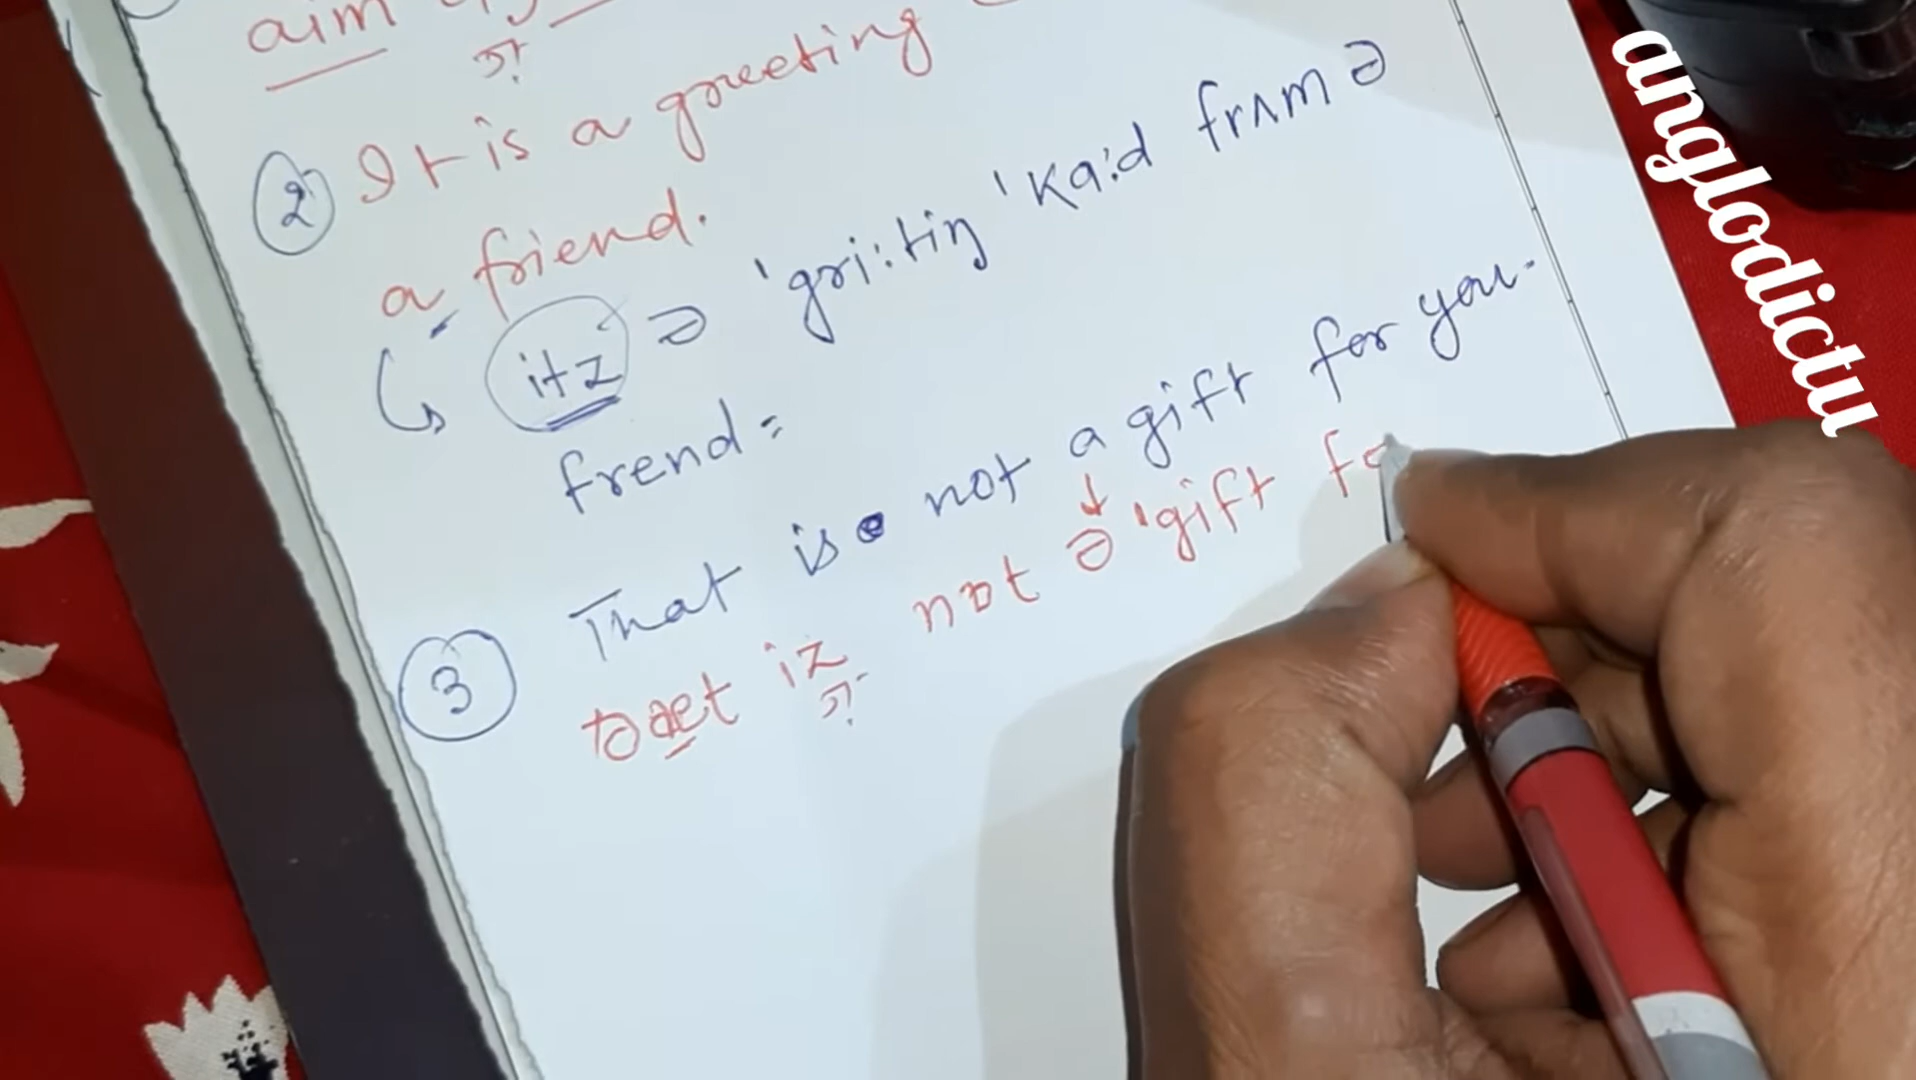 aim
জ
② It is a greeting
a friend.
itz ə 'gri:tiŋ 'ka:d frʌm ə
frend =
③ That is not a gift for you.
ðæt iz nɒt ə 'gift fə
জ
anglodictu